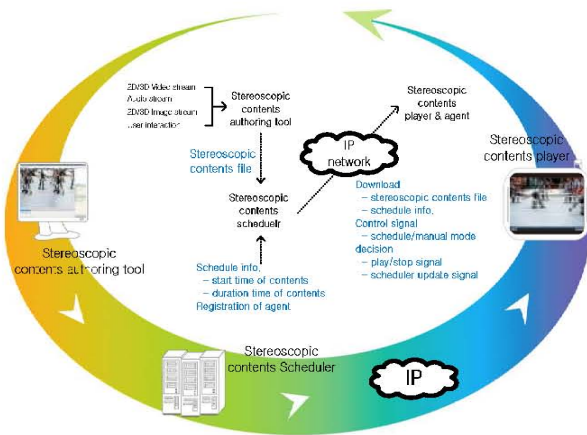 2D/3D Video stream
Audio stream
2D/3D Image stream
User interaction
Stereoscopic
contents
authoring tool
Stereoscopic
contents
player & agent
IP
network
Stereoscopic
contents file
Stereoscopic
contents
scheduelr
Download
– stereoscopic contents file
– schedule info,
Control signal
– schedule/manual mode
decision
– play/stop signal
– scheduler update signal
Schedule info,
– start time of contents
– duration time of contents
Registration of agent
Stereoscopic
contents player
Stereoscopic
contents authoring tool
Stereoscopic
contents Scheduler
IP